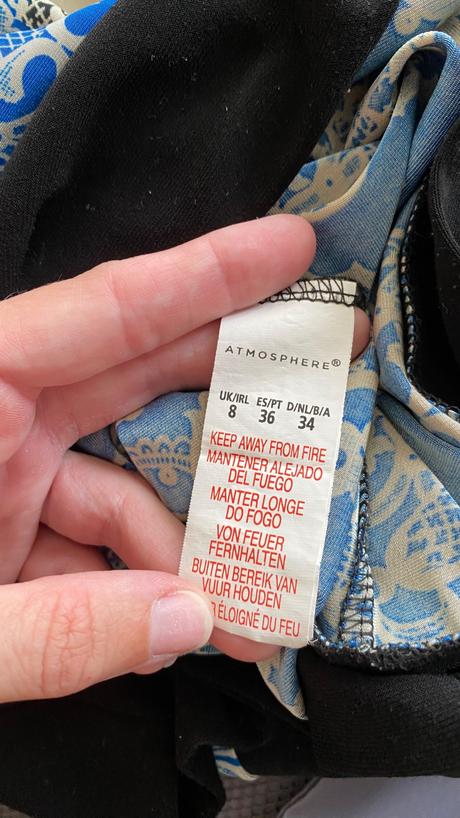 ATMOSPHERE®
UK/IRL ES/PT D/NL/B/A
8 36 34
KEEP AWAY FROM FIRE
MANTENER ALEJADO
DEL FUEGO
MANTER LONGE
DO FOGO
VON FEUER
FERNHALTEN
BUITEN BEREIK VAN
VUUR HOUDEN
ÉLOIGNÉ DU FEU